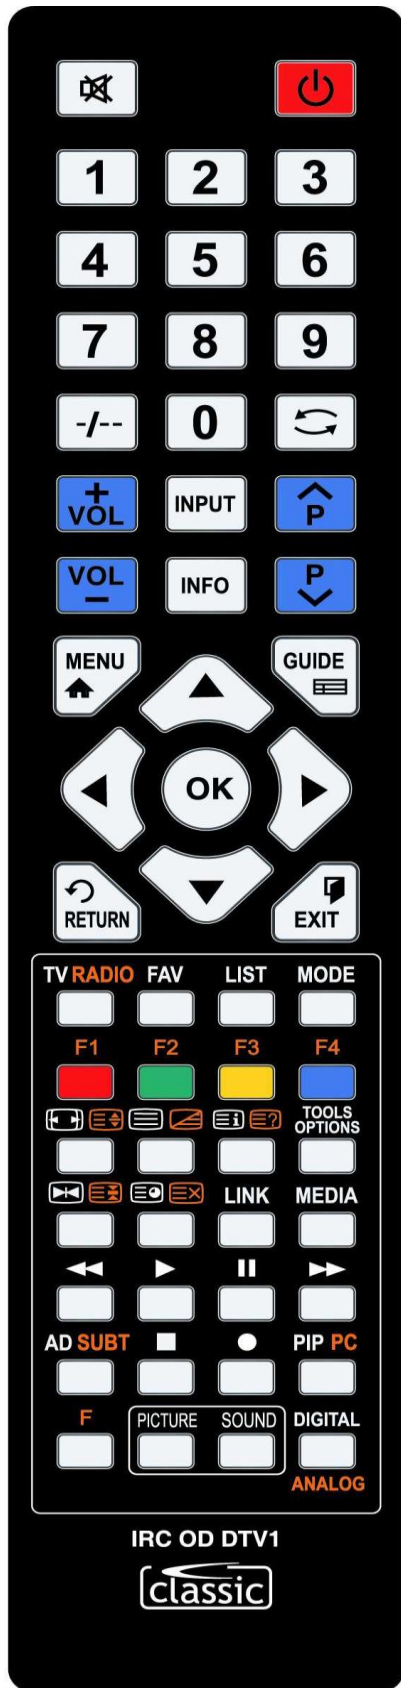 1 2 3
4 5 6
7 8 9
-/-- 0
+
VOL INPUT P
VOL
– INFO P
MENU GUIDE
OK
RETURN EXIT
TV RADIO FAV LIST MODE
F1 F2 F3 F4
TOOLS
OPTIONS
LINK MEDIA
AD SUBT PIP PC
F PICTURE SOUND DIGITAL
ANALOG
IRC OD DTV1
classic